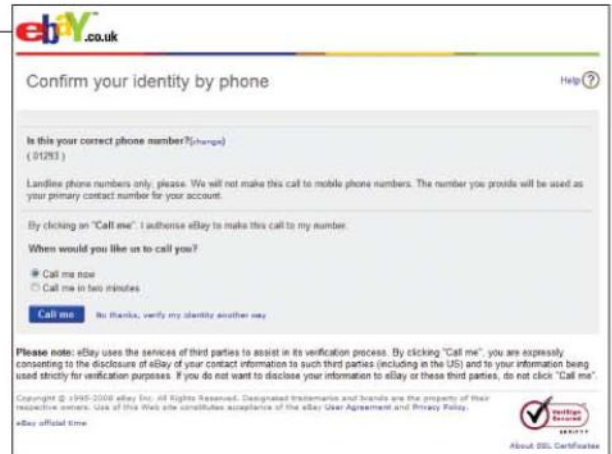 ebY.co.uk
Confirm your identity by phone
Help ?
Is this your correct phone number?(change)
( 01293 )
Landline phone numbers only, please. We will not make this call to mobile phone numbers. The number you provide will be used as
your primary contact number for your account.
By clicking on "Call me". I authorise eBay to make this call to my number.
When would you like us to call you?
Call me now
Call me in two minutes
Call me
No thanks, verify my identity another way
Please note: eBay uses the services of third parties to assist in its verification process. By clicking "Call me", you are expressly
consenting to the disclosure of eBay of your contact information to such third parties (including in the US) and to your information being
used strictly for verification purposes. If you do not want to disclose your information to eBay or these third parties, do not click "Call me".
Copyright © 1995-2008 eBay Inc. All Rights Reserved. Designated trademarks and brands are the property of their
respective owners. Use of this Web site constitutes acceptance of the eBay User Agreement and Privacy Policy.
eBay official time
VeriSign
Secured
About SSL Certificates